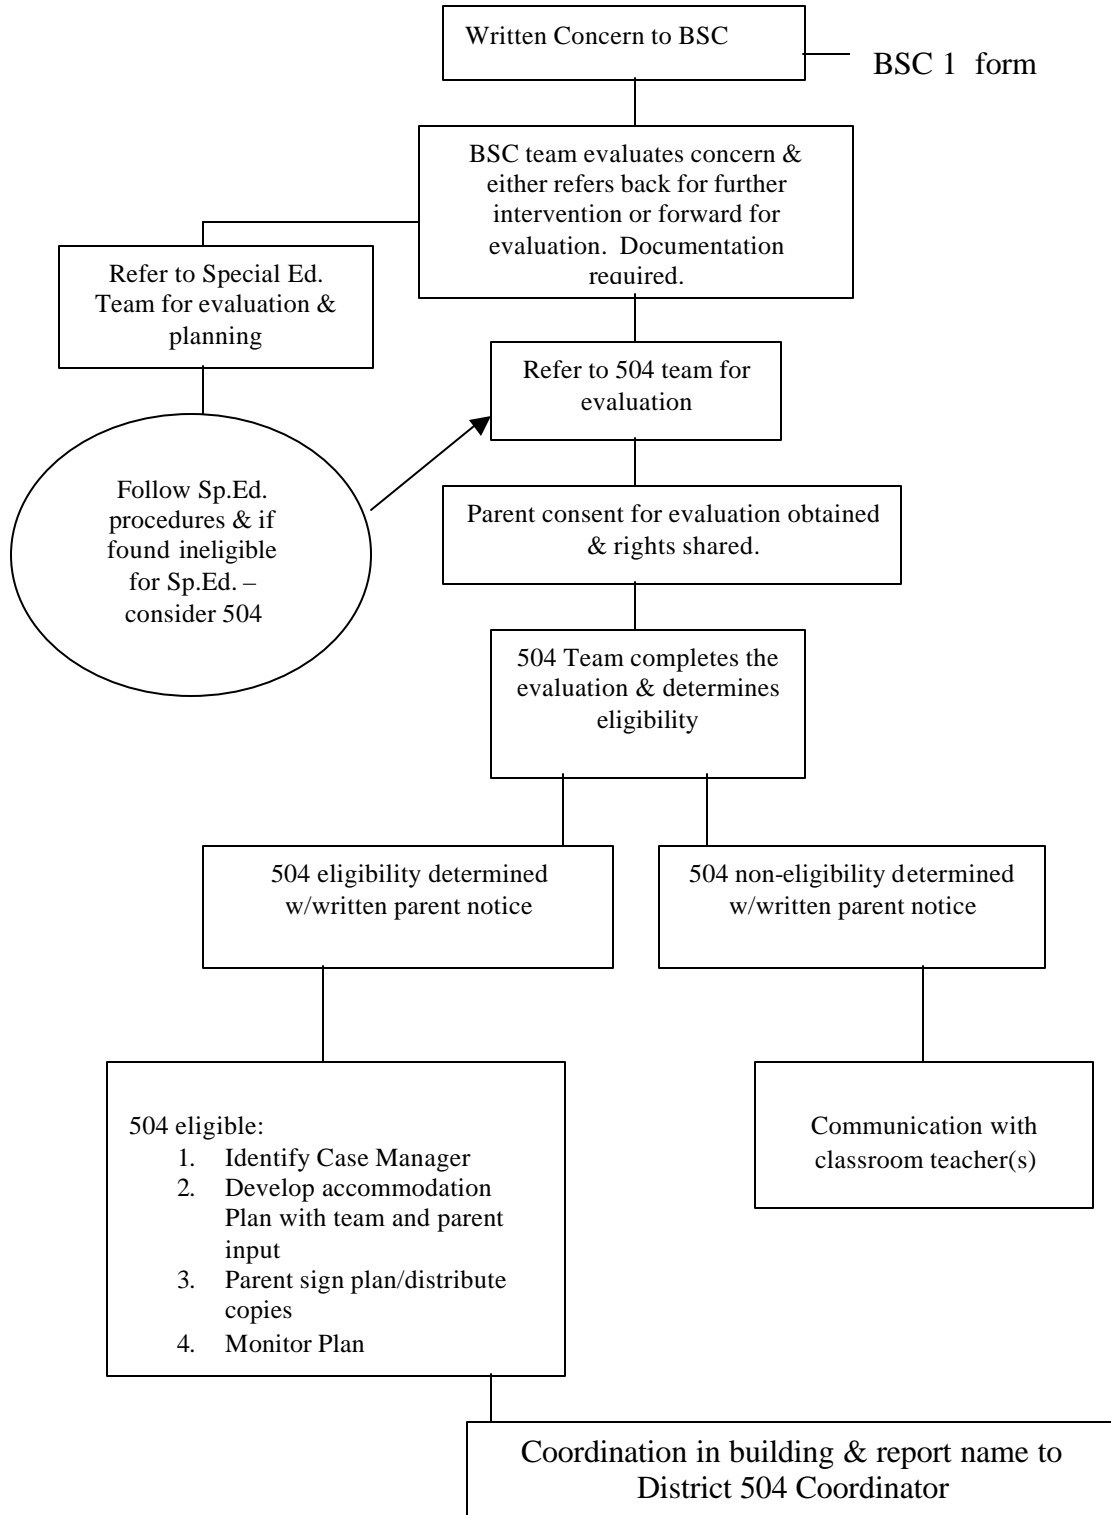 Written Concern to BSC
BSC 1 form
BSC team evaluates concern &
either refers back for further
intervention or forward for
evaluation. Documentation
required.
Refer to Special Ed.
Team for evaluation &
planning
Refer to 504 team for
evaluation
Follow Sp.Ed.
procedures & if
found ineligible
for Sp.Ed. –
consider 504
Parent consent for evaluation obtained
& rights shared.
504 Team completes the
evaluation & determines
eligibility
504 eligibility determined
w/written parent notice
504 non-eligibility determined
w/written parent notice
504 eligible:
1. Identify Case Manager
2. Develop accommodation
Plan with team and parent
input
3. Parent sign plan/distribute
copies
4. Monitor Plan
Communication with
classroom teacher(s)
Coordination in building & report name to
District 504 Coordinator